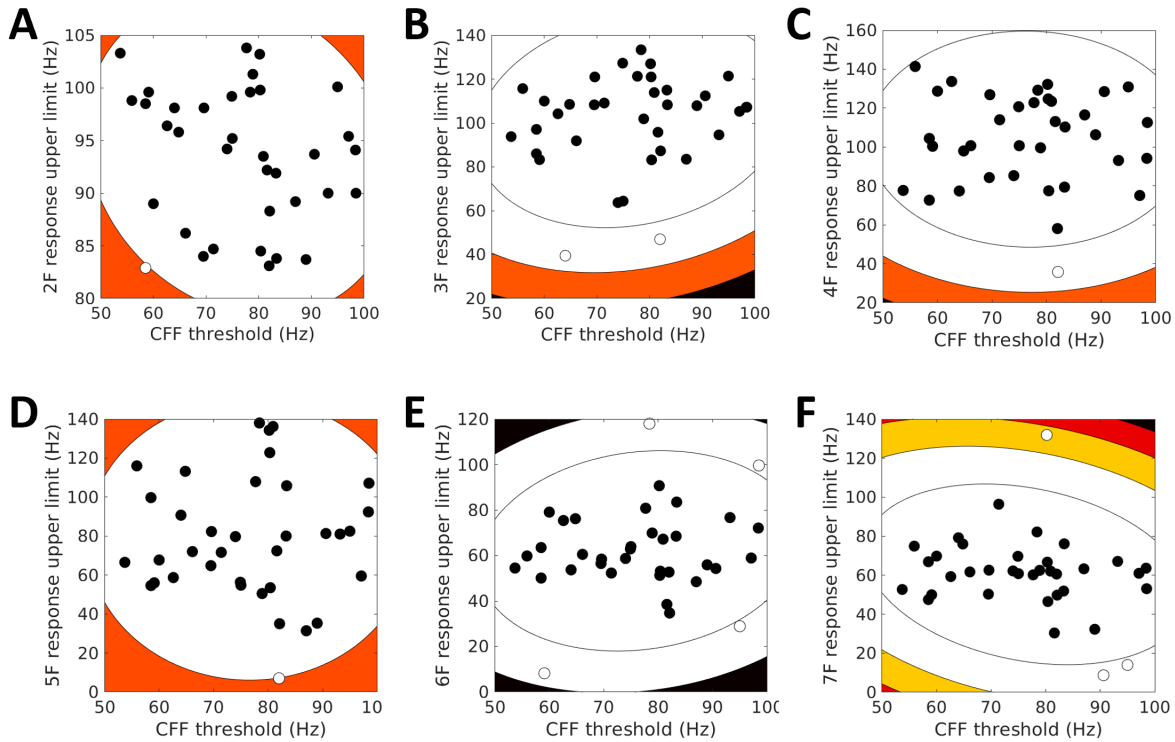 A
2F response upper limit (Hz)
105
100
95
90
85
80
50 60 70 80 90 100
CFF threshold (Hz)
B
3F response upper limit (Hz)
140
120
100
80
60
40
20
50 60 70 80 90 100
CFF threshold (Hz)
C
4F response upper limit (Hz)
160
140
120
100
80
60
40
20
50 60 70 80 90 100
CFF threshold (Hz)
D
5F response upper limit (Hz)
140
120
100
80
60
40
20
0
50 60 70 80 90 100
CFF threshold (Hz)
E
6F response upper limit (Hz)
120
100
80
60
40
20
0
50 60 70 80 90 100
CFF threshold (Hz)
F
7F response upper limit (Hz)
140
120
100
80
60
40
20
0
50 60 70 80 90 100
CFF threshold (Hz)